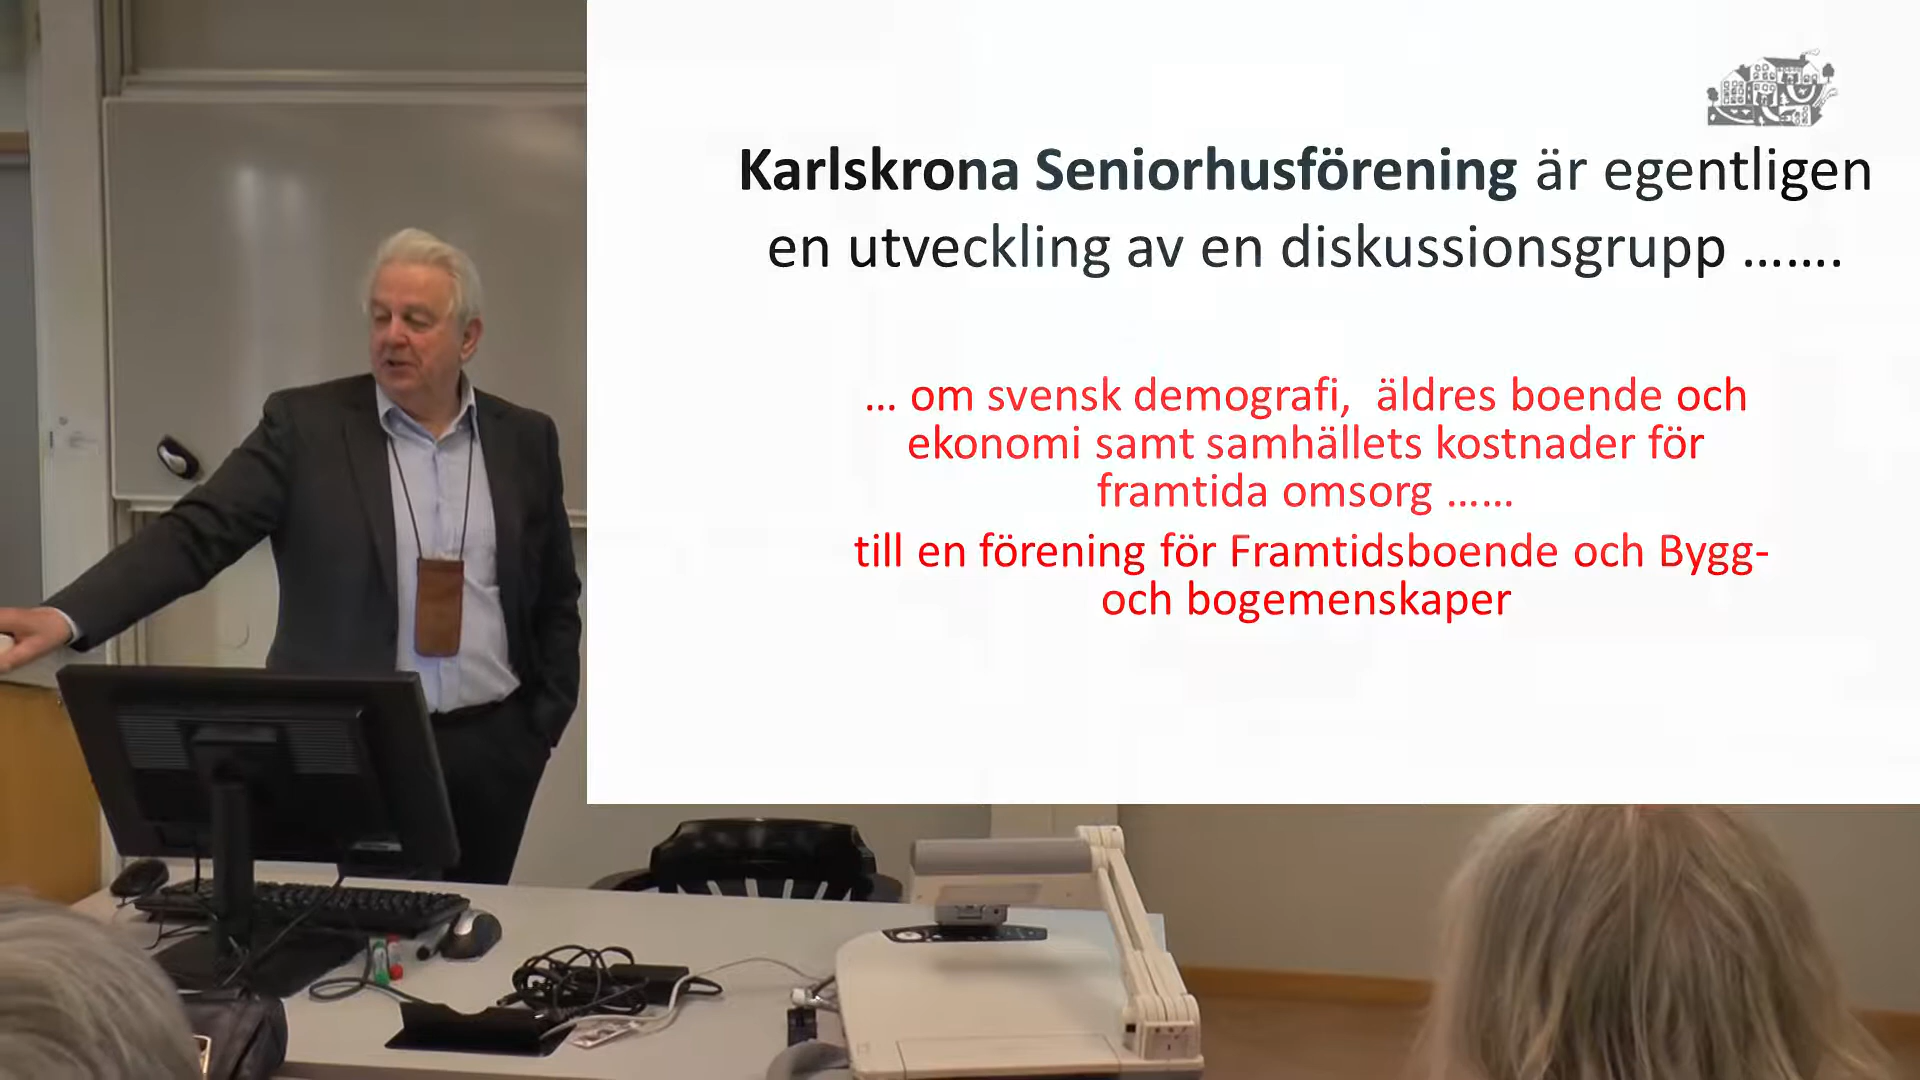 Karlskrona Seniorhusförening är egentligen
en utveckling av en diskussionsgrupp …….
… om svensk demografi, äldres boende och
ekonomi samt samhällets kostnader för
framtida omsorg ……
till en förening för Framtidsboende och Bygg-
och bogemenskaper